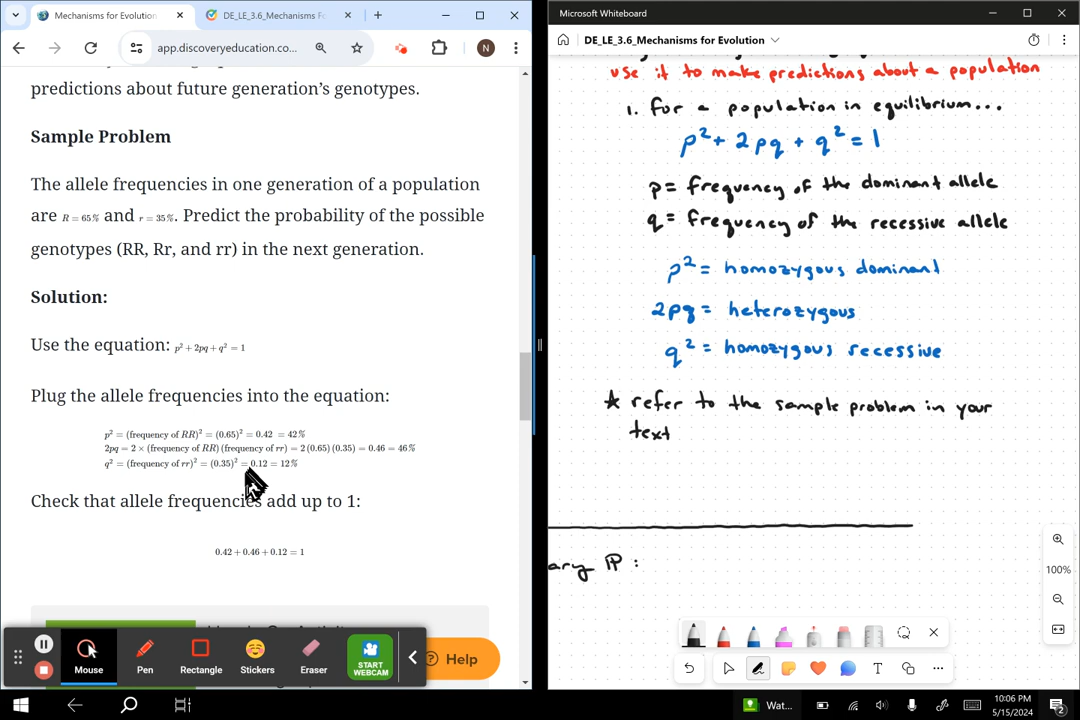 Mechanisms for Evolution
DE_LE_3.6_Mechanisms Fo
app.discoveryeducation.co...
N
predictions about future generation's genotypes.
Sample Problem
The allele frequencies in one generation of a population
are R = 65% and r = 35%. Predict the probability of the possible
genotypes (RR, Rr, and rr) in the next generation.
Solution:
Use the equation: p² + 2pq + q² = 1
Plug the allele frequencies into the equation:
p² = (frequency of RR)² = (0.65)² = 0.42 = 42%
2pq = 2 × (frequency of RR) (frequency of rr) = 2 (0.65) (0.35) = 0.46 = 46%
q² = (frequency of rr)² = (0.35)² = 0.12 = 12%
Check that allele frequencies add up to 1:
0.42 + 0.46 + 0.12 = 1
Mouse
Pen
Rectangle
Stickers
Eraser
START
WEBCAM
? Help
Microsoft Whiteboard
DE_LE_3.6_Mechanisms for Evolution
use it to make predictions about a population
1. for a population in equilibrium...
p² + 2pq + q² = 1
p = frequency of the dominant allele
q = frequency of the recessive allele
p² = homozygous dominant
2pq = heterozygous
q² = homozygous recessive
★ refer to the sample problem in your
text
ary P :
100%
T
Wat...
10:06 PM
5/15/2024
2